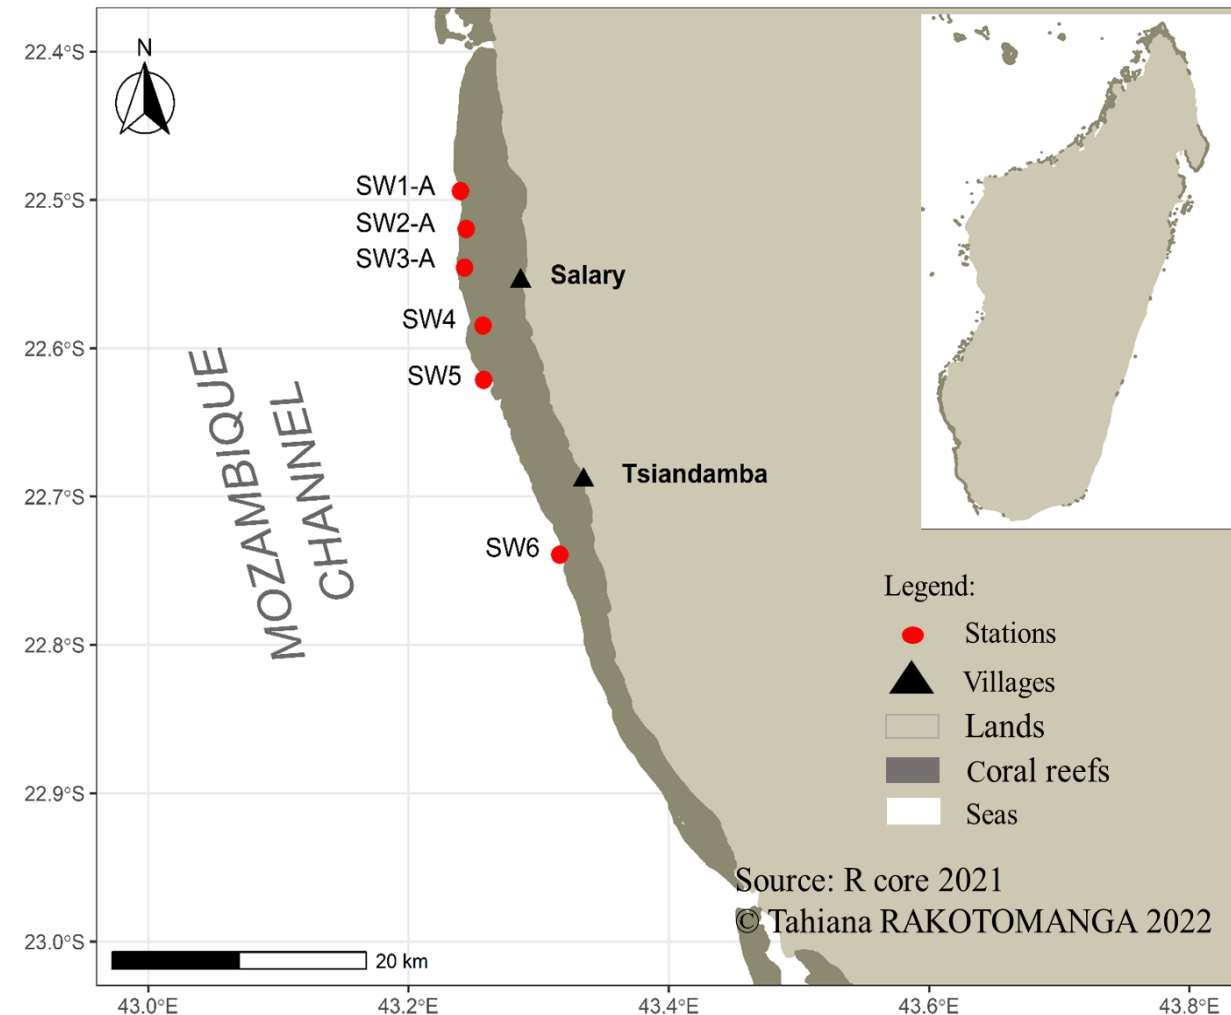 22.4°S
22.5°S
22.6°S
22.7°S
22.8°S
22.9°S
23.0°S
N
SW1-A
SW2-A
SW3-A
Salary
SW4
SW5
MOZAMBIQUE
CHANNEL
Tsiandamba
SW6
Legend:
Stations
Villages
Lands
Coral reefs
Seas
Source: R core 2021
© Tahiana RAKOTOMANGA 2022
20 km
43.0°E
43.2°E
43.4°E
43.6°E
43.8°E